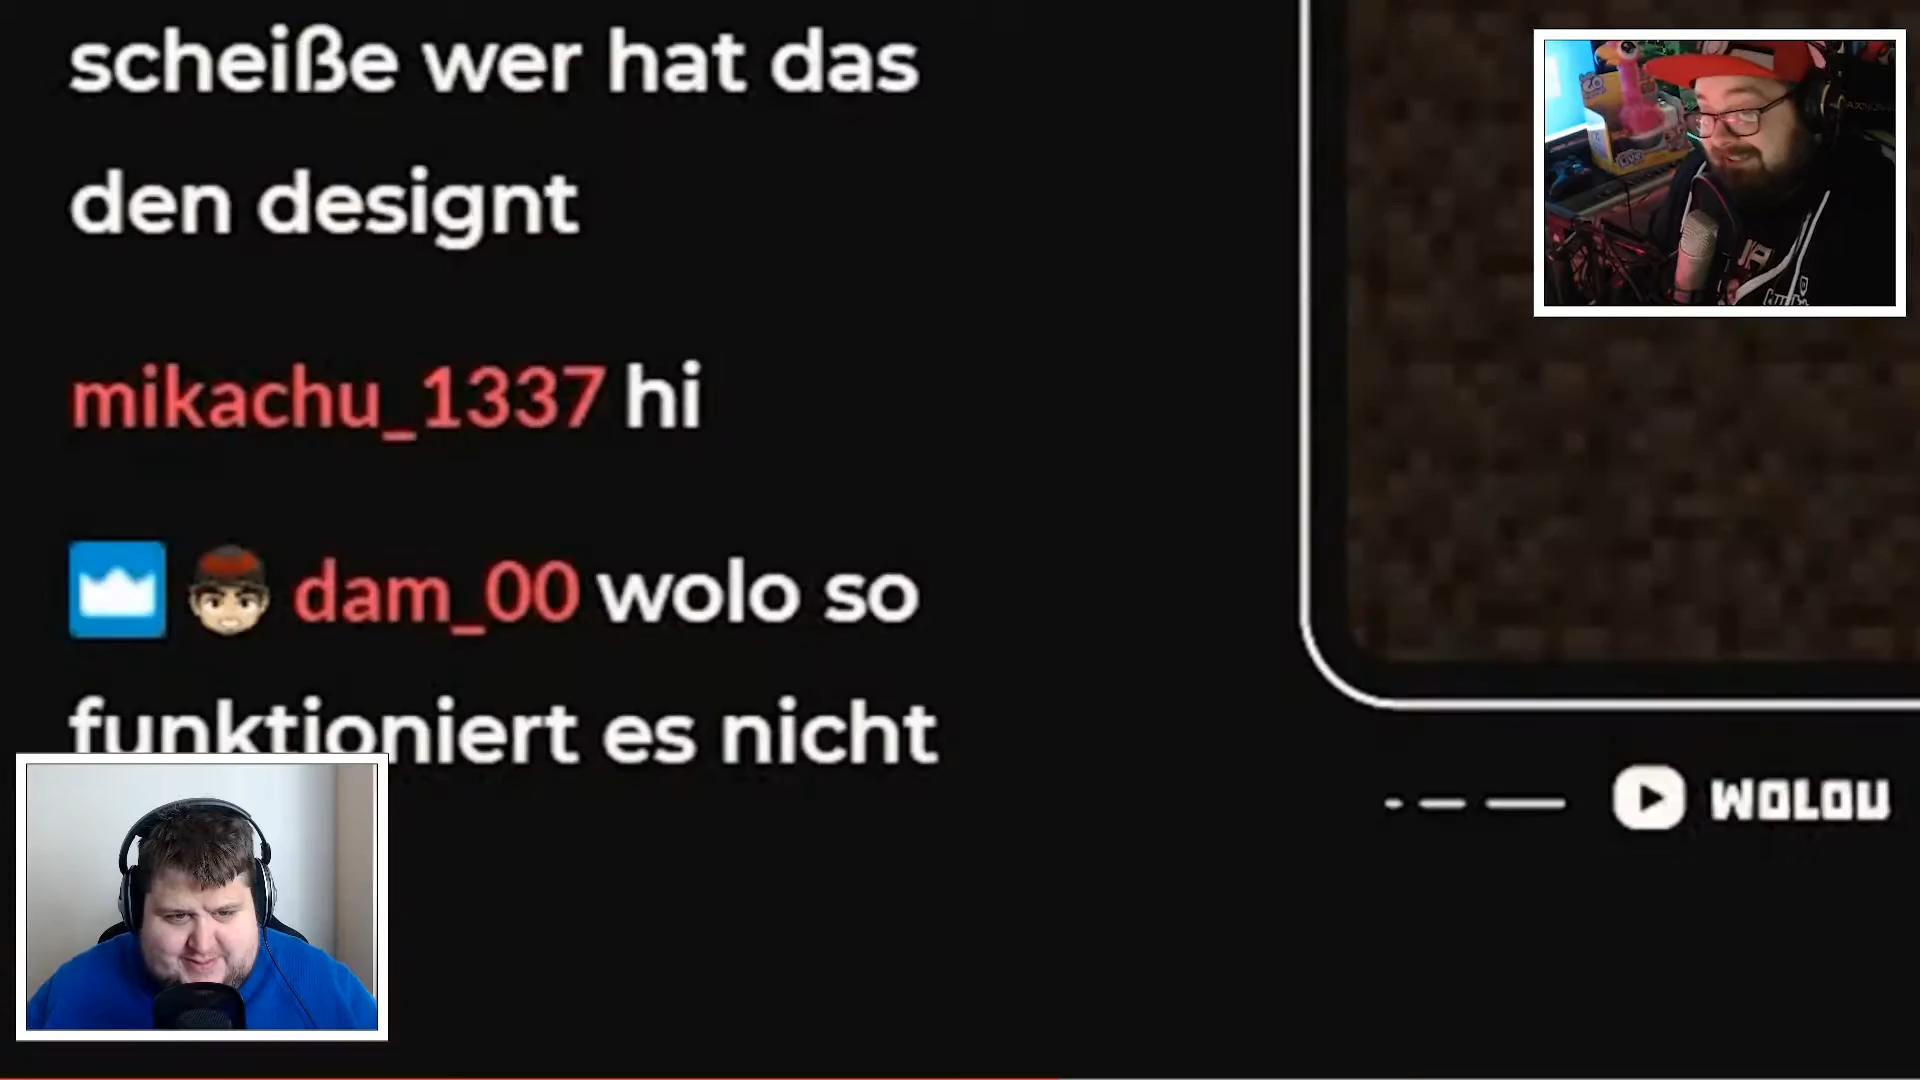 scheiße wer hat das
den designt
mikachu_1337 hi
dam_00 wolo so
funktioniert es nicht
WOLOU